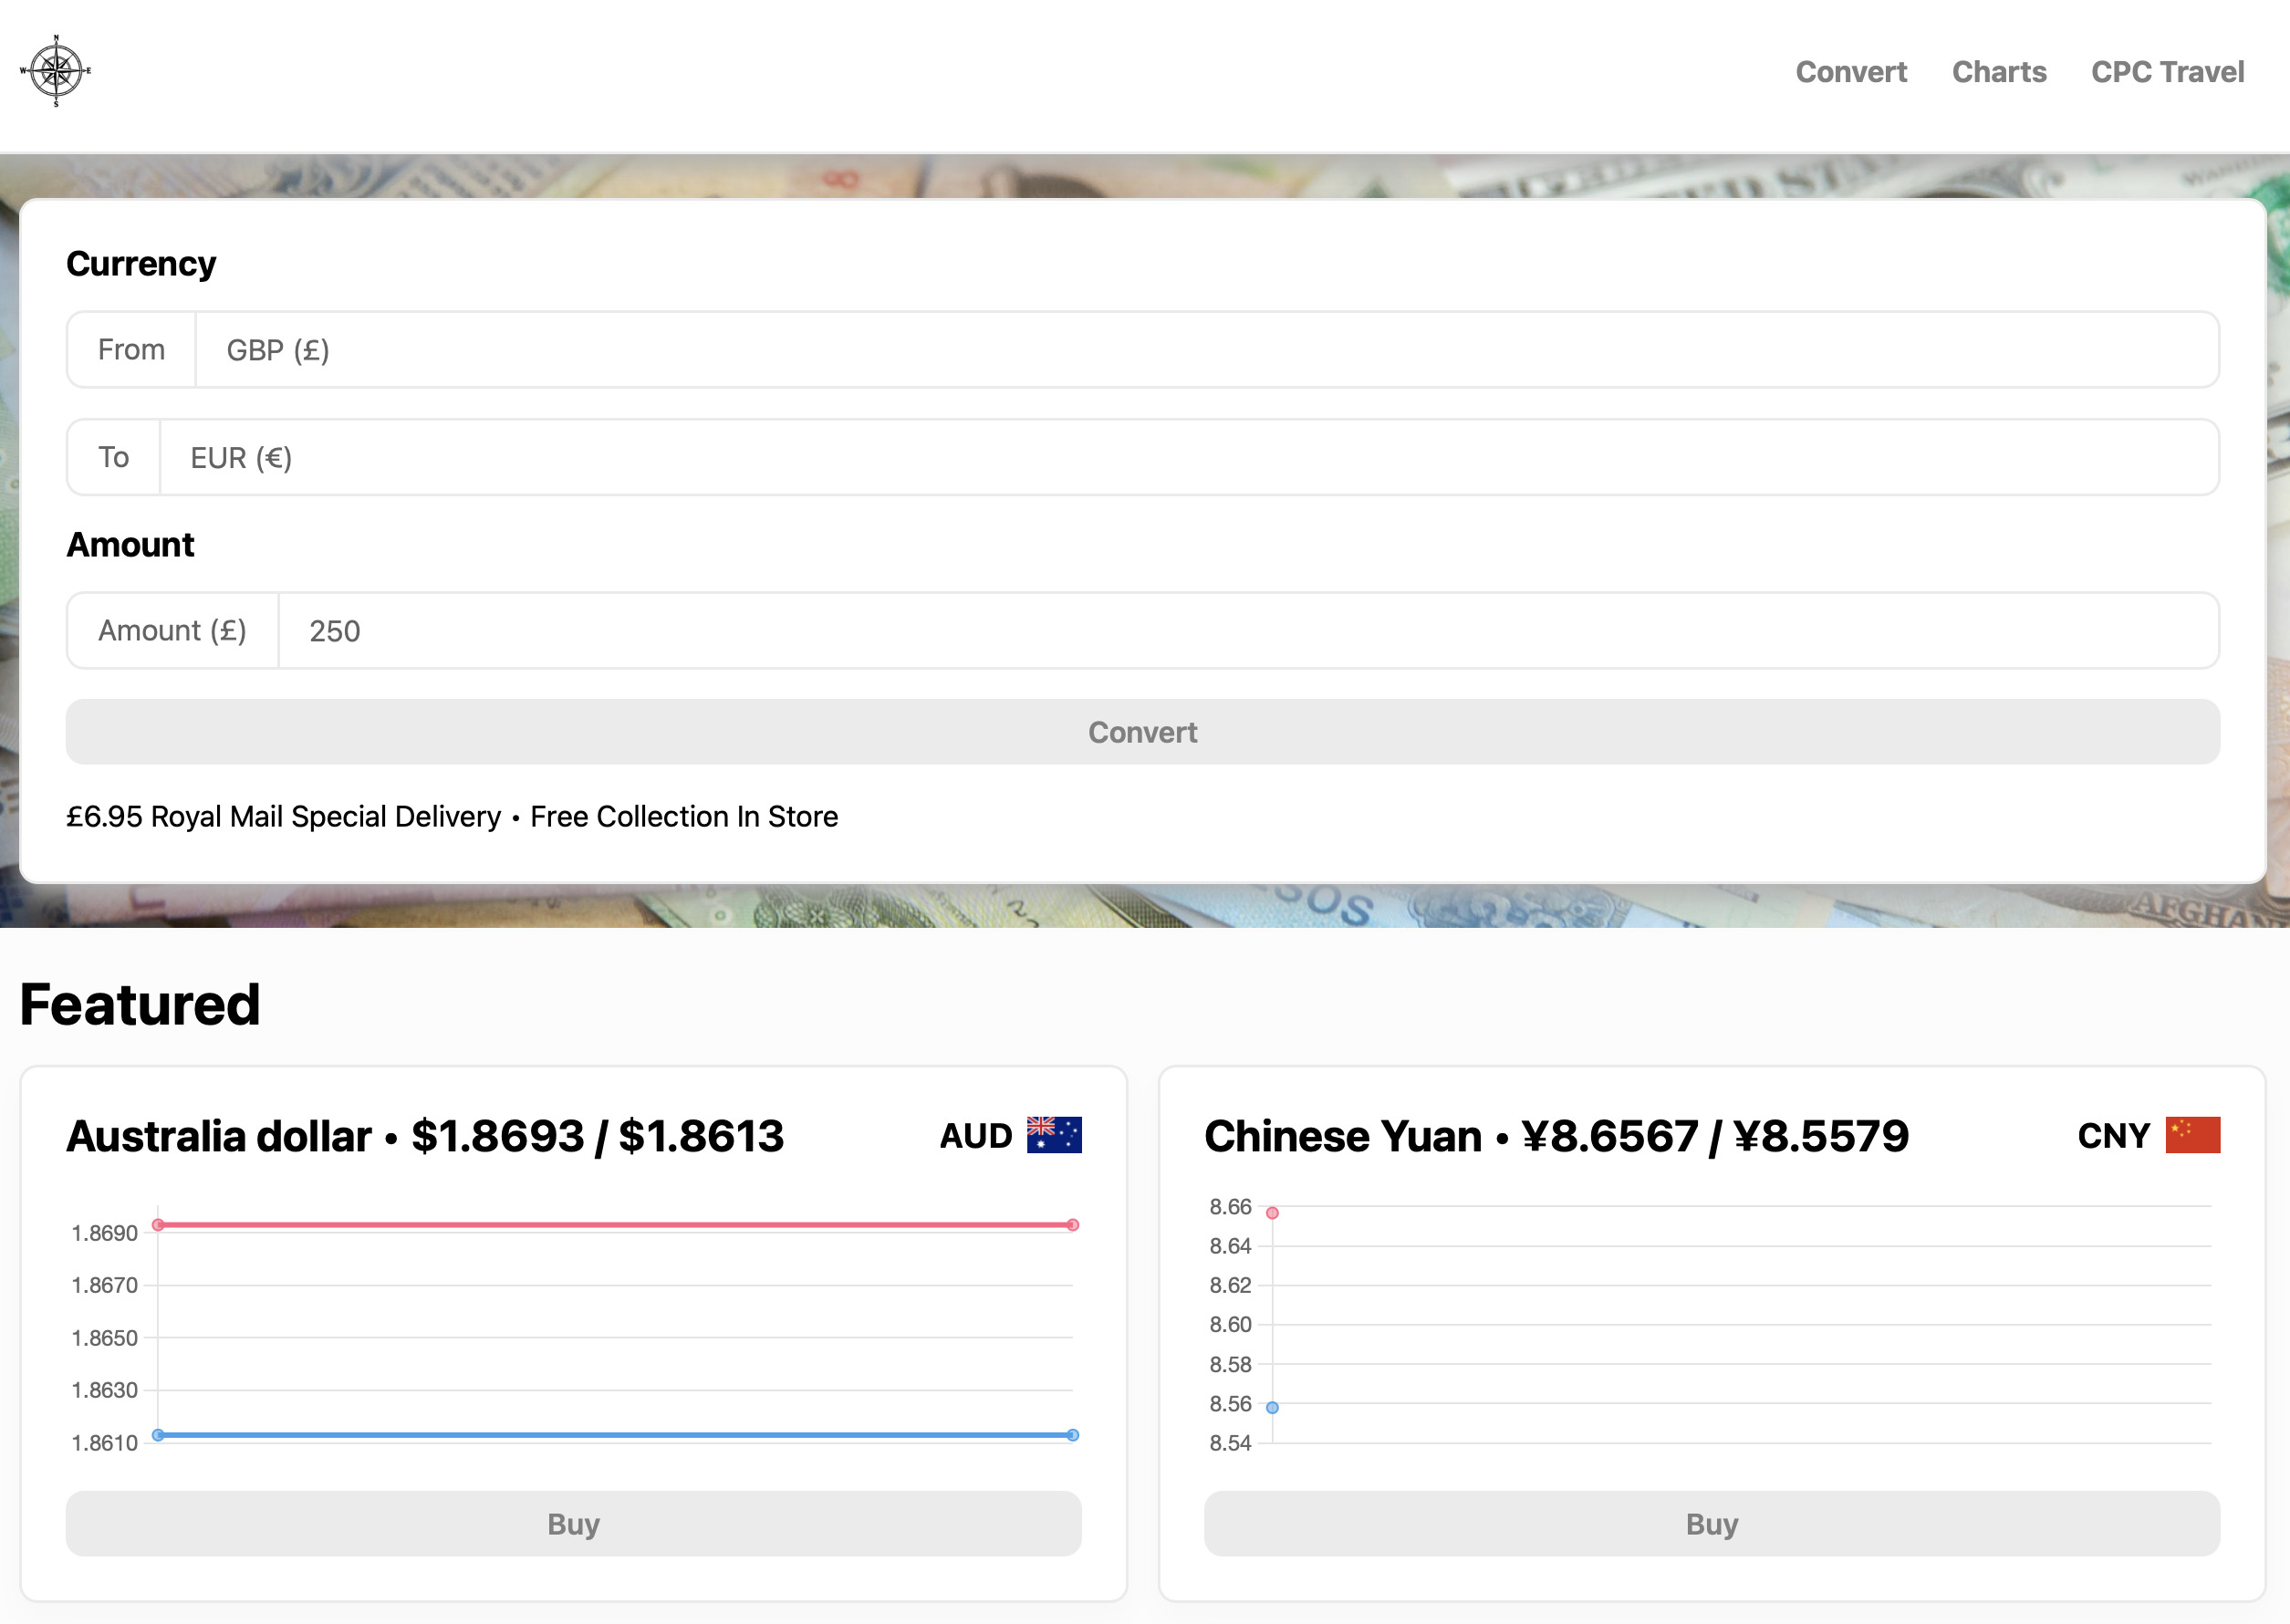 N
W E
S
Convert Charts CPC Travel
Currency
From GBP (£)
To EUR (€)
Amount
Amount (£) 250
Convert
£6.95 Royal Mail Special Delivery • Free Collection In Store
SOS
AFGHAN
Featured
Australia dollar • $1.8693 / $1.8613 AUD
1.8690
1.8670
1.8650
1.8630
1.8610
Buy
Chinese Yuan • ¥8.6567 / ¥8.5579 CNY
8.66
8.64
8.62
8.60
8.58
8.56
8.54
Buy